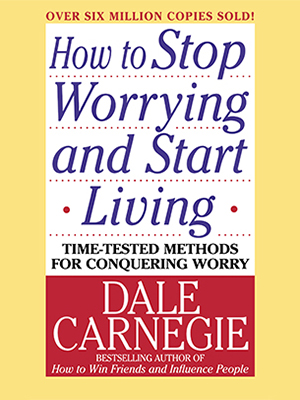 OVER SIX MILLION COPIES SOLD!
How to Stop
Worrying
and Start
· Living ·
TIME-TESTED METHODS
FOR CONQUERING WORRY
DALE
CARNEGIE
BESTSELLING AUTHOR OF
How to Win Friends and Influence People